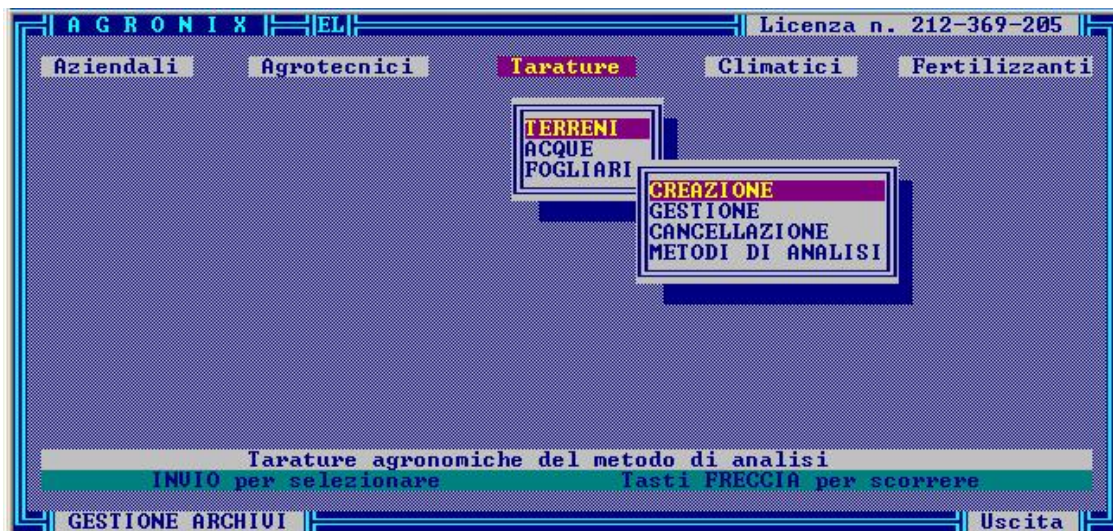 A G R O N I X EL Licenza n. 212-369-205
Aziendali Agrotecnici Tarature Climatici Fertilizzanti
TERRENI
ACQUE
FOGLIARI
CREAZIONE
GESTIONE
CANCELLAZIONE
METODI DI ANALISI
Tarature agronomiche del metodo di analisi
INVIO per selezionare Tasti FRECCIA per scorrere
GESTIONE ARCHIVI Uscita